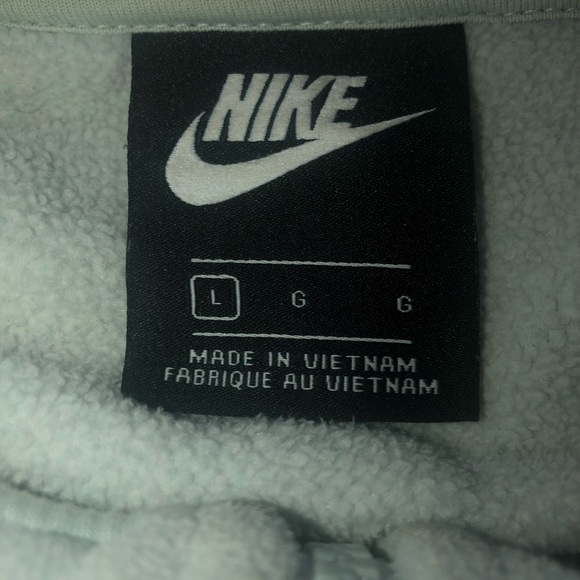 NIKE
L G G
MADE IN VIETNAM
FABRIQUE AU VIETNAM